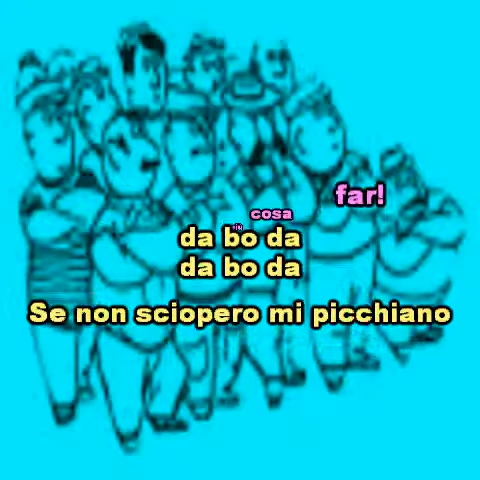 far!
cosa
da bo da
da bo da
Se non sciopero mi picchiano